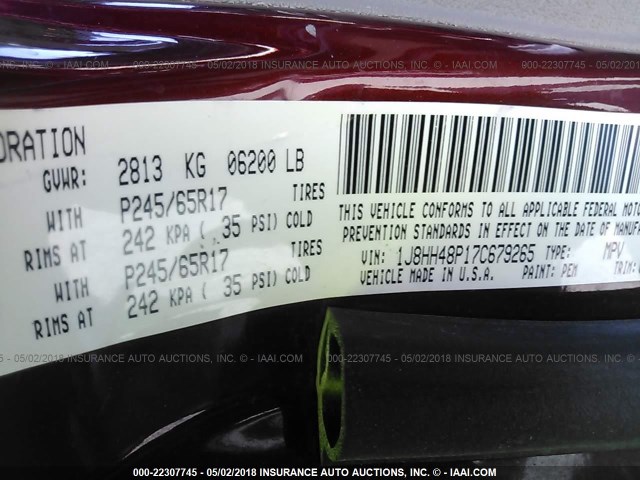 000-22307745 - 05/02/2018 INSURANCE AUTO AUCTIONS, INC. - © IAAI.COM
ORATION
GVWR: 2813 KG 06200 LB
WITH P245/65R17 TIRES
RIMS AT 242 KPA ( 35 PSI) COLD
WITH P245/65R17 TIRES
RIMS AT 242 KPA ( 35 PSI) COLD
THIS VEHICLE CONFORMS TO ALL APPLICABLE FEDERAL MOTO
PREVENTION STANDARDS IN EFFECT ON THE DATE OF MA
VIN: 1J8HH48P17C679265 TYPE: MPV
VEHICLE MADE IN U.S.A. PAINT: PEM TRIM:
000-22307745 - 05/02/2018 INSURANCE AUTO AUCTIONS, INC. - © IAAI.COM
000-22307745 - 05/02/2018 INSURANCE AUTO AUCTIONS, INC. - © IAAI.COM